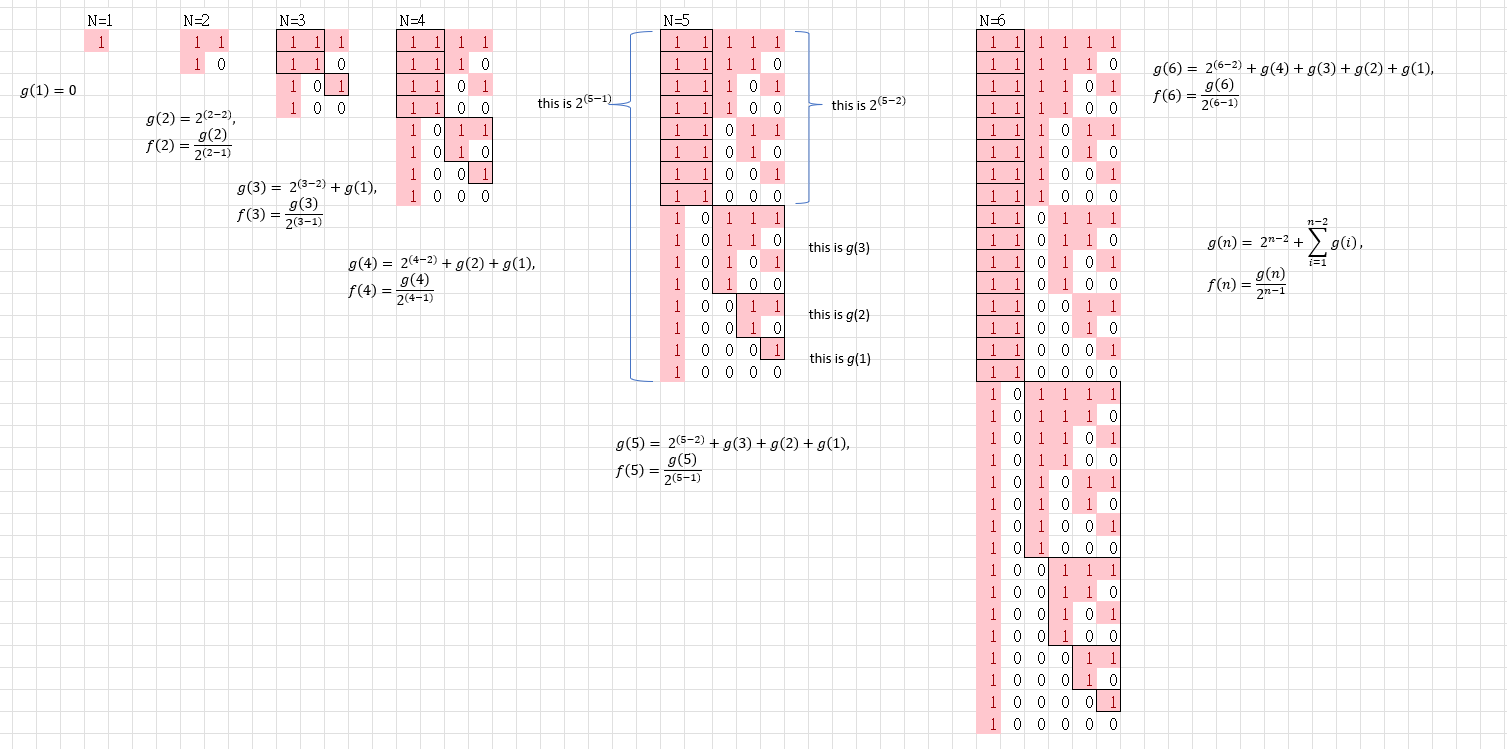 N=1
1
g(1) = 0
N=2
1 1
1 0
g(2) = 2^(2−2),
f(2) = g(2)/2^(2−1)
N=3
1 1 1
1 1 0
1 0 1
1 0 0
g(3) = 2^(3−2) + g(1),
f(3) = g(3)/2^(3−1)
N=4
1 1 1 1
1 1 1 0
1 1 0 1
1 1 0 0
1 0 1 1
1 0 1 0
1 0 0 1
1 0 0 0
g(4) = 2^(4−2) + g(2) + g(1),
f(4) = g(4)/2^(4−1)
N=5
this is 2^(5−1)
1 1 1 1 1
1 1 1 1 0
1 1 1 0 1
1 1 1 0 0
1 1 0 1 1
1 1 0 1 0
1 1 0 0 1
1 1 0 0 0
1 0 1 1 1
1 0 1 1 0
1 0 1 0 1
1 0 1 0 0
1 0 0 1 1
1 0 0 1 0
1 0 0 0 1
1 0 0 0 0
this is 2^(5−2)
this is g(3)
this is g(2)
this is g(1)
g(5) = 2^(5−2) + g(3) + g(2) + g(1),
f(5) = g(5)/2^(5−1)
N=6
1 1 1 1 1 1
1 1 1 1 1 0
1 1 1 1 0 1
1 1 1 1 0 0
1 1 1 0 1 1
1 1 1 0 1 0
1 1 1 0 0 1
1 1 1 0 0 0
1 1 0 1 1 1
1 1 0 1 1 0
1 1 0 1 0 1
1 1 0 1 0 0
1 1 0 0 1 1
1 1 0 0 1 0
1 1 0 0 0 1
1 1 0 0 0 0
1 0 1 1 1 1
1 0 1 1 1 0
1 0 1 1 0 1
1 0 1 1 0 0
1 0 1 0 1 1
1 0 1 0 1 0
1 0 1 0 0 1
1 0 1 0 0 0
1 0 0 1 1 1
1 0 0 1 1 0
1 0 0 1 0 1
1 0 0 1 0 0
1 0 0 0 1 1
1 0 0 0 1 0
1 0 0 0 0 1
1 0 0 0 0 0
g(6) = 2^(6−2) + g(4) + g(3) + g(2) + g(1),
f(6) = g(6)/2^(6−1)
g(n) = 2^(n−2) + ∑_{i=1}^{n−2} g(i),
f(n) = g(n)/2^(n−1)